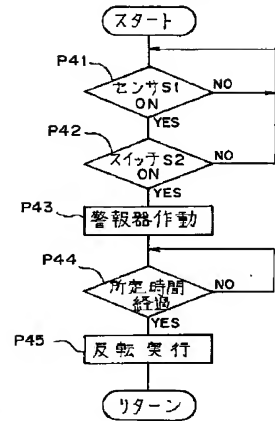 スタート
P41
センサS1
ON
NO
YES
P42
スイッチS2
ON
NO
YES
P43
警報器作動
P44
所定時間
経過
NO
YES
P45
反転実行
リターン